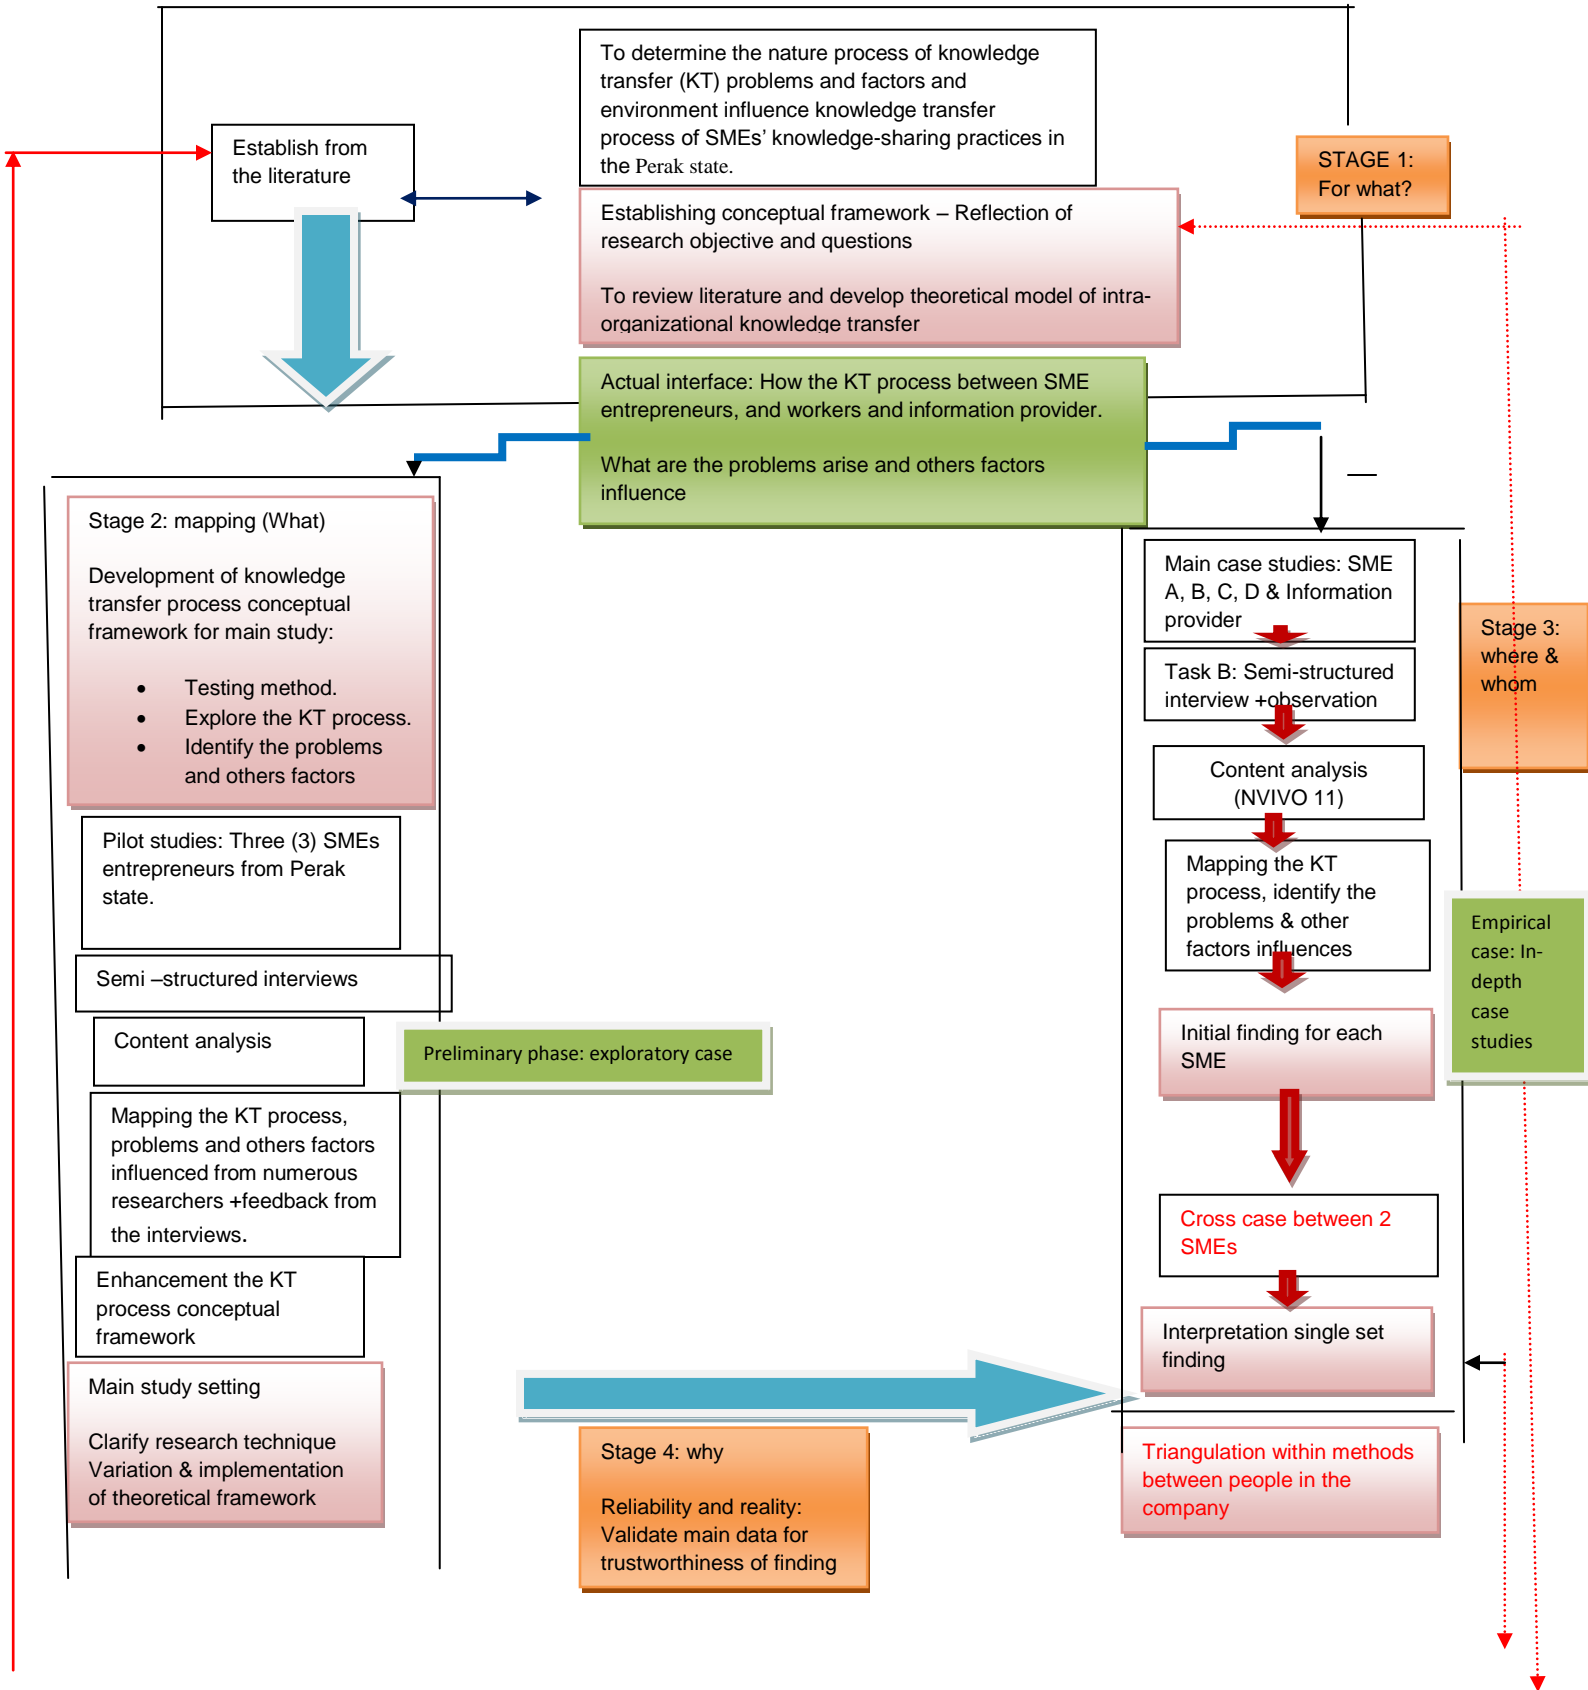 To determine the nature process of knowledge
transfer (KT) problems and factors and
environment influence knowledge transfer
process of SMEs' knowledge-sharing practices in
the Perak state.
Establish from
the literature
STAGE 1:
For what?
Establishing conceptual framework – Reflection of
research objective and questions
To review literature and develop theoretical model of intra-
organizational knowledge transfer
Actual interface: How the KT process between SME
entrepreneurs, and workers and information provider.
What are the problems arise and others factors
influence
Stage 2: mapping (What)
Development of knowledge
transfer process conceptual
framework for main study:
• Testing method.
• Explore the KT process.
• Identify the problems
and others factors
Pilot studies: Three (3) SMEs
entrepreneurs from Perak
state.
Semi –structured interviews
Content analysis
Preliminary phase: exploratory case
Mapping the KT process,
problems and others factors
influenced from numerous
researchers +feedback from
the interviews.
Enhancement the KT
process conceptual
framework
Main study setting
Clarify research technique
Variation & implementation
of theoretical framework
Main case studies: SME
A, B, C, D & Information
provider
Stage 3:
where &
whom
Task B: Semi-structured
interview +observation
Content analysis
(NVIVO 11)
Mapping the KT
process, identify the
problems & other
factors influences
Empirical
case: In-
depth
case
studies
Initial finding for each
SME
Cross case between 2
SMEs
Interpretation single set
finding
Stage 4: why
Reliability and reality:
Validate main data for
trustworthiness of finding
Triangulation within methods
between people in the
company